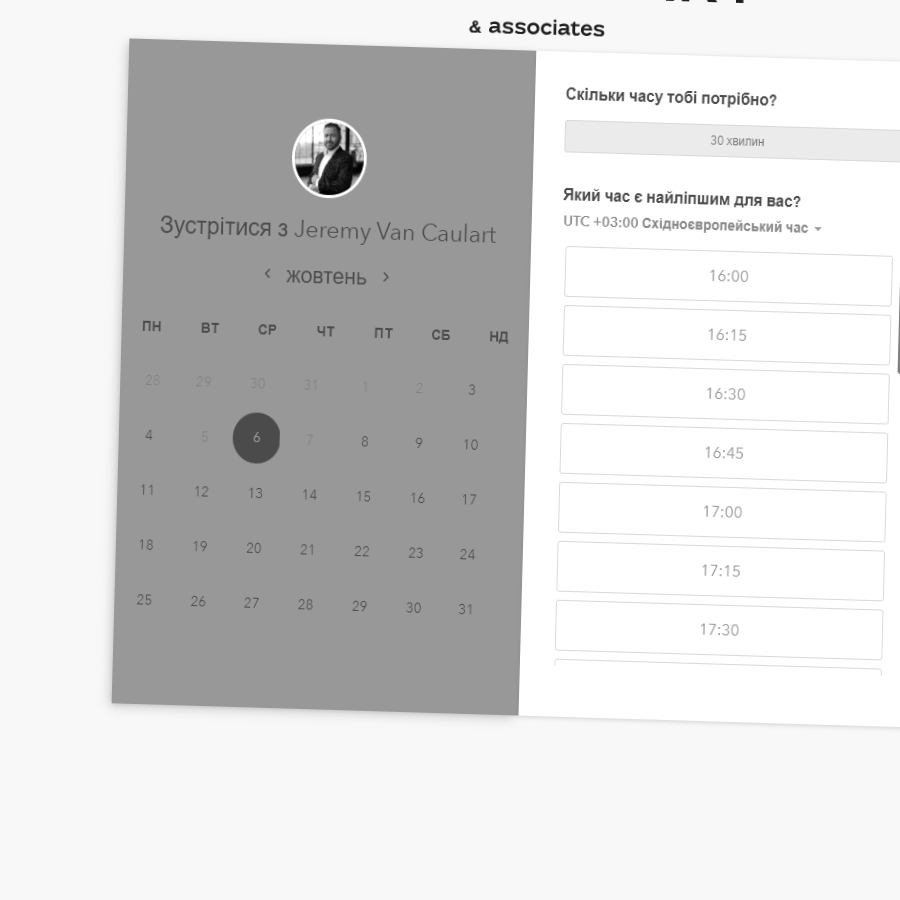 & associates
Зустрітися з Jeremy Van Caulart
‹ жовтень ›
ПН ВТ СР ЧТ ПТ СБ НД
28 29 30 31 1 2 3
4 5 6 7 8 9 10
11 12 13 14 15 16 17
18 19 20 21 22 23 24
25 26 27 28 29 30 31
Скільки часу тобі потрібно?
30 хвилин
Який час є найліпшим для вас?
UTC +03:00 Східноєвропейський час
16:00
16:15
16:30
16:45
17:00
17:15
17:30